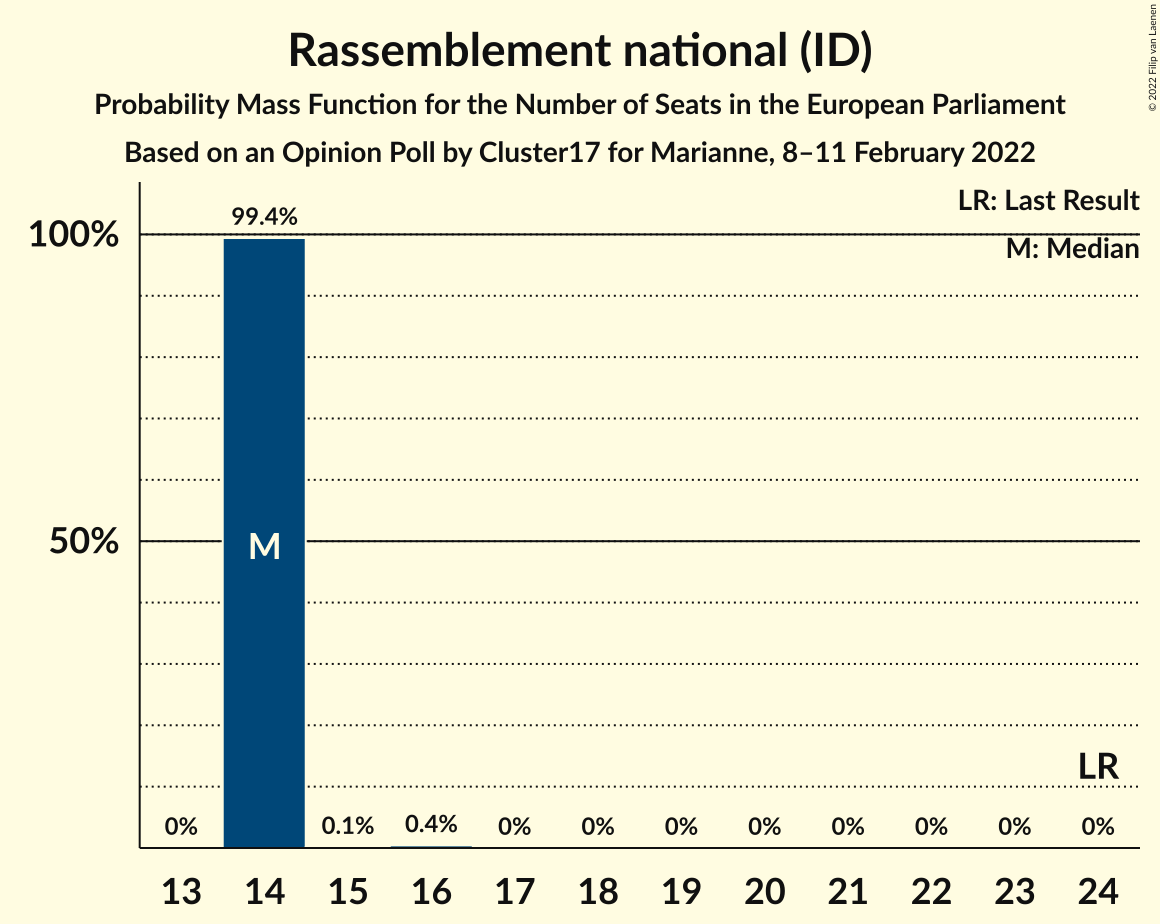 Rassemblement national (ID)
Probability Mass Function for the Number of Seats in the European Parliament
Based on an Opinion Poll by Cluster17 for Marianne, 8–11 February 2022
© 2022 Filip van Laenen
LR: Last Result
M: Median
99.4%
100%
50%
M
LR
0% 0.1% 0.4% 0% 0% 0% 0% 0% 0% 0% 0%
13 14 15 16 17 18 19 20 21 22 23 24